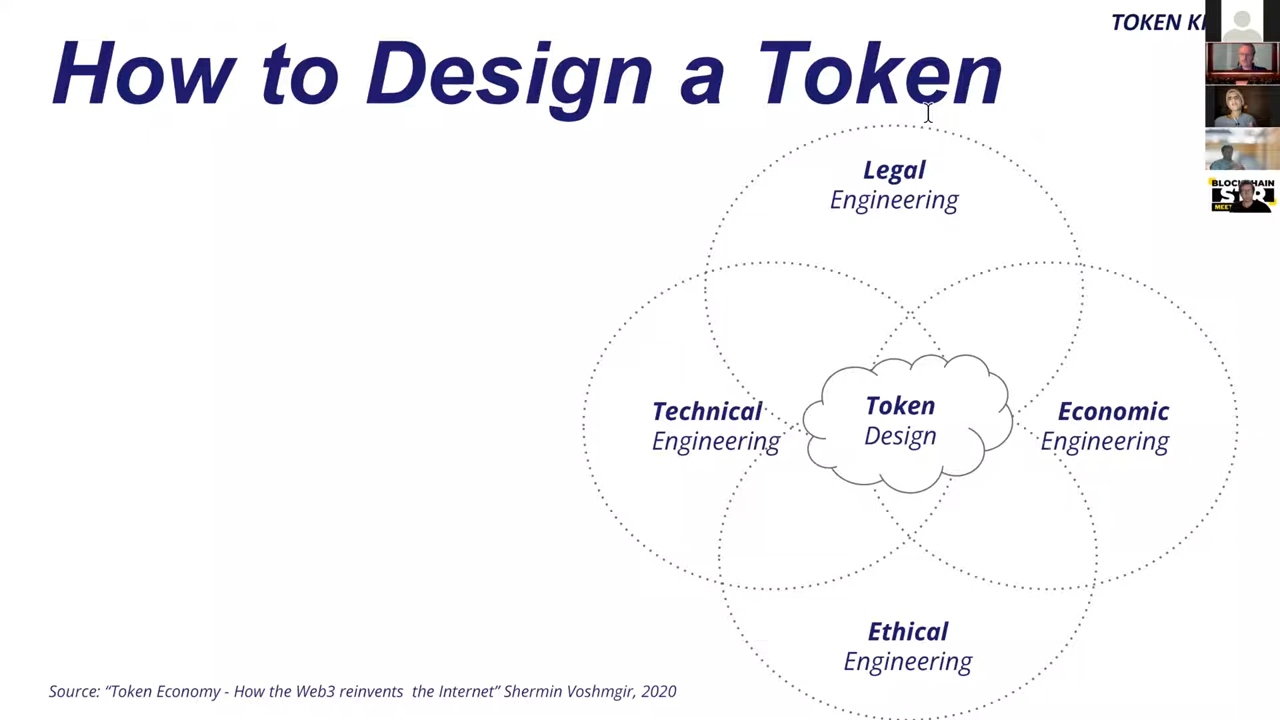 TOKEN
How to Design a Token
Legal
Engineering
Technical
Engineering
Token
Design
Economic
Engineering
Ethical
Engineering
Source: “Token Economy - How the Web3 reinvents the Internet” Shermin Voshmgir, 2020
MEET